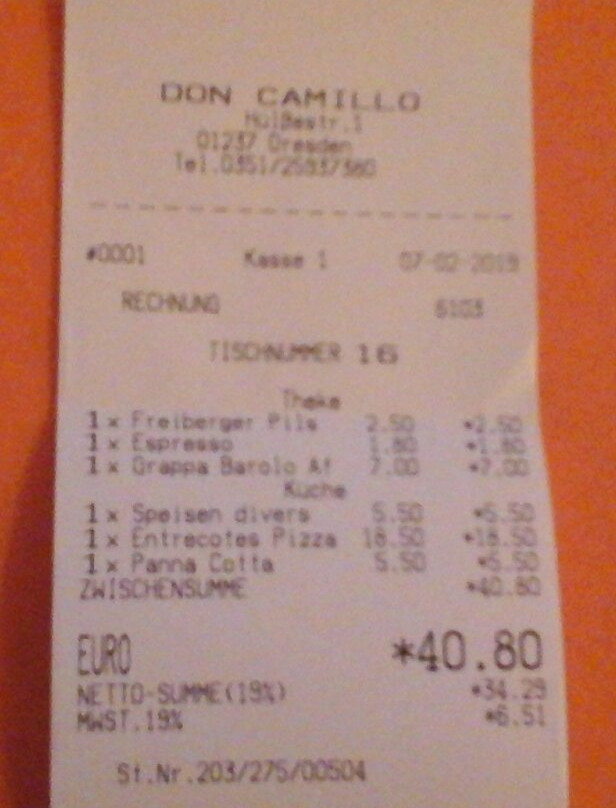 DON CAMILLO
Hülßestr.1
01237 Dresden
Tel.0351/25937380
#0001 Kasse 1 07-02-2019
RECHNUNG 6103
TISCHNUMMER 16
Theke
1 x Freiberger Pils 2.50 *2.50
1 x Espresso 1.80 *1.80
1 x Grappa Barolo Af 7.00 *7.00
Küche
1 x Speisen divers 5.50 *5.50
1 x Entrecotes Pizza 18.50 *18.50
1 x Panna Cotta 5.50 *5.50
ZWISCHENSUMME *40.80
EURO *40.80
NETTO-SUMME(19%) *34.29
MWST.19% *6.51
St.Nr.203/275/00504